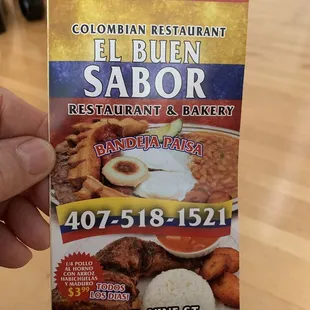 COLOMBIAN RESTAURANT
EL BUEN
SABOR
RESTAURANT & BAKERY
BANDEJA PAISA
407-518-1521
1/4 POLLO
AL HORNO
CON ARROZ
HABICHUELAS
Y MADURO
$3.99
TODOS
LOS DIAS!